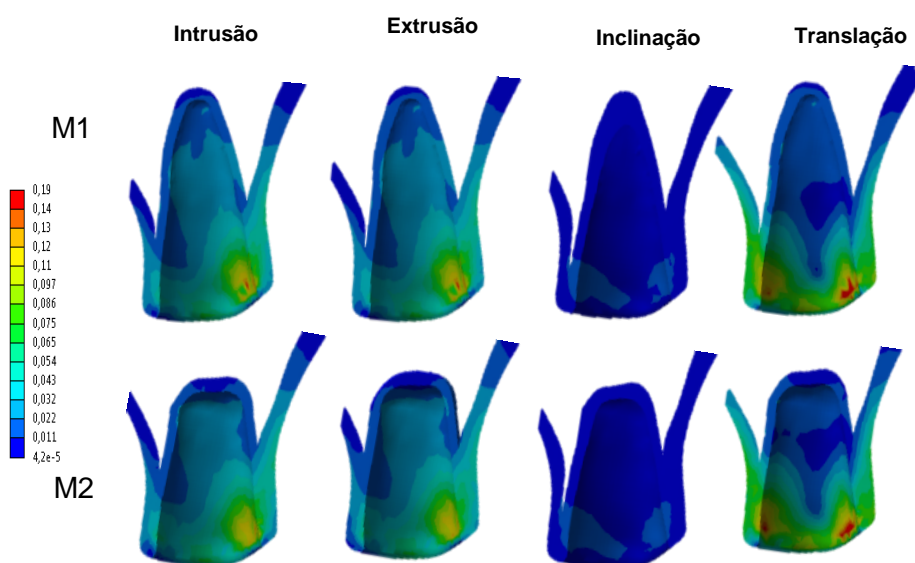 Intrusão
Extrusão
Inclinação
Translação
M1
0,19
0,14
0,13
0,12
0,11
0,097
0,086
0,075
0,065
0,054
0,043
0,032
0,022
0,011
4,2e-5
M2